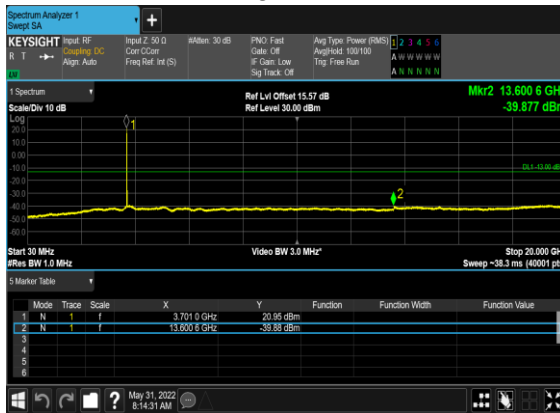 Spectrum Analyzer 1
Swept SA
KEYSIGHT Input: RF Input Z: 50 Ω #Atten: 30 dB PNO: Fast Avg Type: Power (RMS) 1 2 3 4 5 6
R T Coupling: DC Corr CCorr Gate: Off Avg|Hold: 100/100 A W W W W W
Align: Auto Freq Ref: Int (S) IF Gain: Low Trig: Free Run
Sig Track: Off A N N N N N
1 Spectrum Ref Lvl Offset 15.57 dB Mkr2 13.600 6 GHz
Scale/Div 10 dB Ref Level 30.00 dBm -39.877 dBm
Log
20.0
10.0
0.00
-10.0
-20.0
-30.0
-40.0
-50.0
-60.0
1
DL1 -13.00 dB
2
Start 30 MHz Video BW 3.0 MHz* Stop 20.000 GH
#Res BW 1.0 MHz Sweep ~38.3 ms (40001 pt
5 Marker Table
Mode Trace Scale X Y Function Function Width Function Value
1 N 1 f 3.701 0 GHz 20.95 dBm
2 N 1 f 13.600 6 GHz -39.88 dBm
3
4
5
6
? May 31, 2022
8:14:31 AM